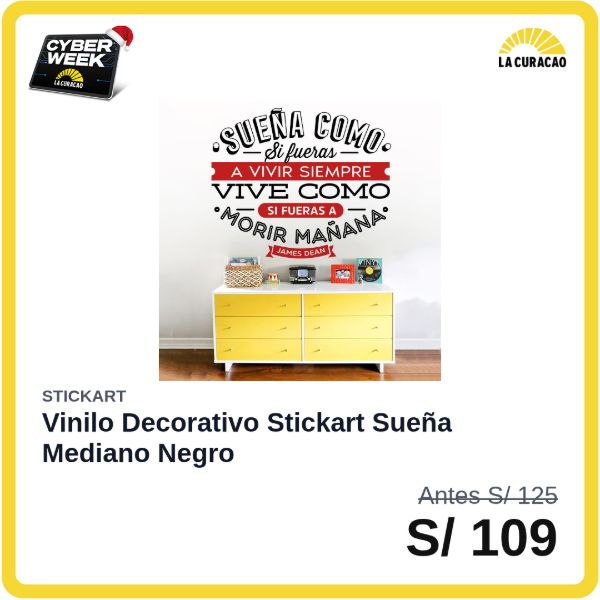 CYBER
WEEK
LA CURACAO
LA CURACAO
SUEÑA COMO
Si fueras
A VIVIR SIEMPRE
VIVE COMO
SI FUERAS A
MORIR MAÑANA
JAMES DEAN
STICKART
Vinilo Decorativo Stickart Sueña
Mediano Negro
Antes S/ 125
S/ 109